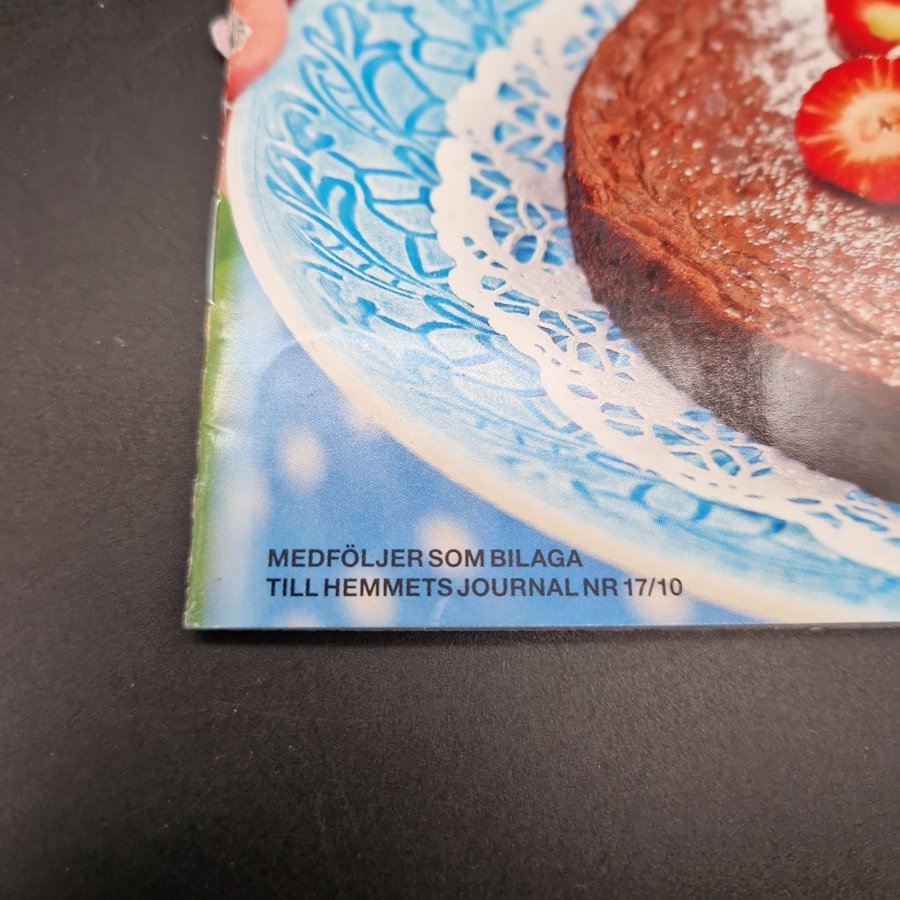 MEDFÖLJER SOM BILAGA
TILL HEMMETS JOURNAL NR 17/10